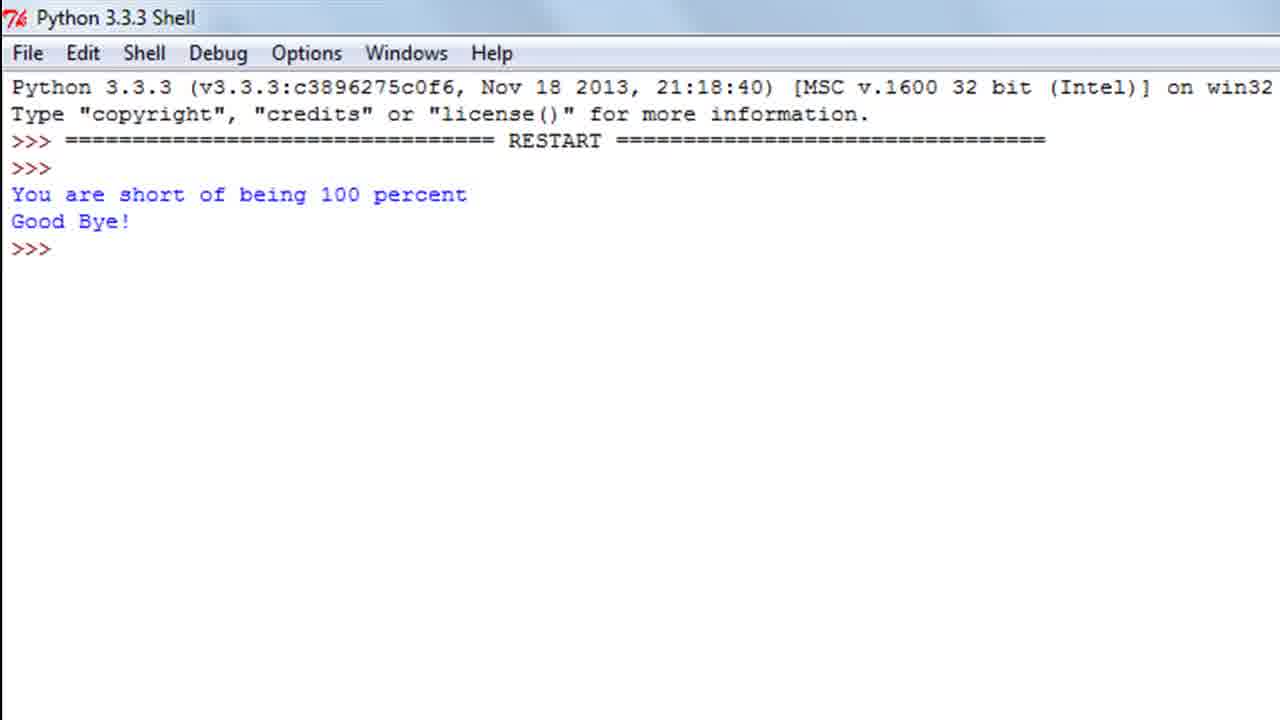 Python 3.3.3 Shell
File Edit Shell Debug Options Windows Help
Python 3.3.3 (v3.3.3:c3896275c0f6, Nov 18 2013, 21:18:40) [MSC v.1600 32 bit (Intel)] on win32
Type "copyright", "credits" or "license()" for more information.
>>> ================================ RESTART ================================
>>>
You are short of being 100 percent
Good Bye!
>>>